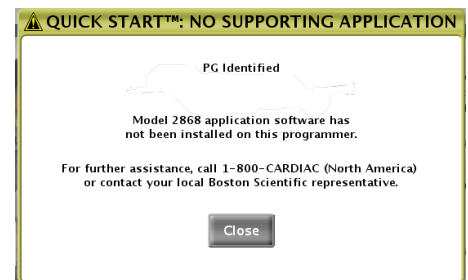 QUICK START™: NO SUPPORTING APPLICATION
PG Identified
Model 2868 application software has
not been installed on this programmer.
For further assistance, call 1-800-CARDIAC (North America)
or contact your local Boston Scientific representative.
Close